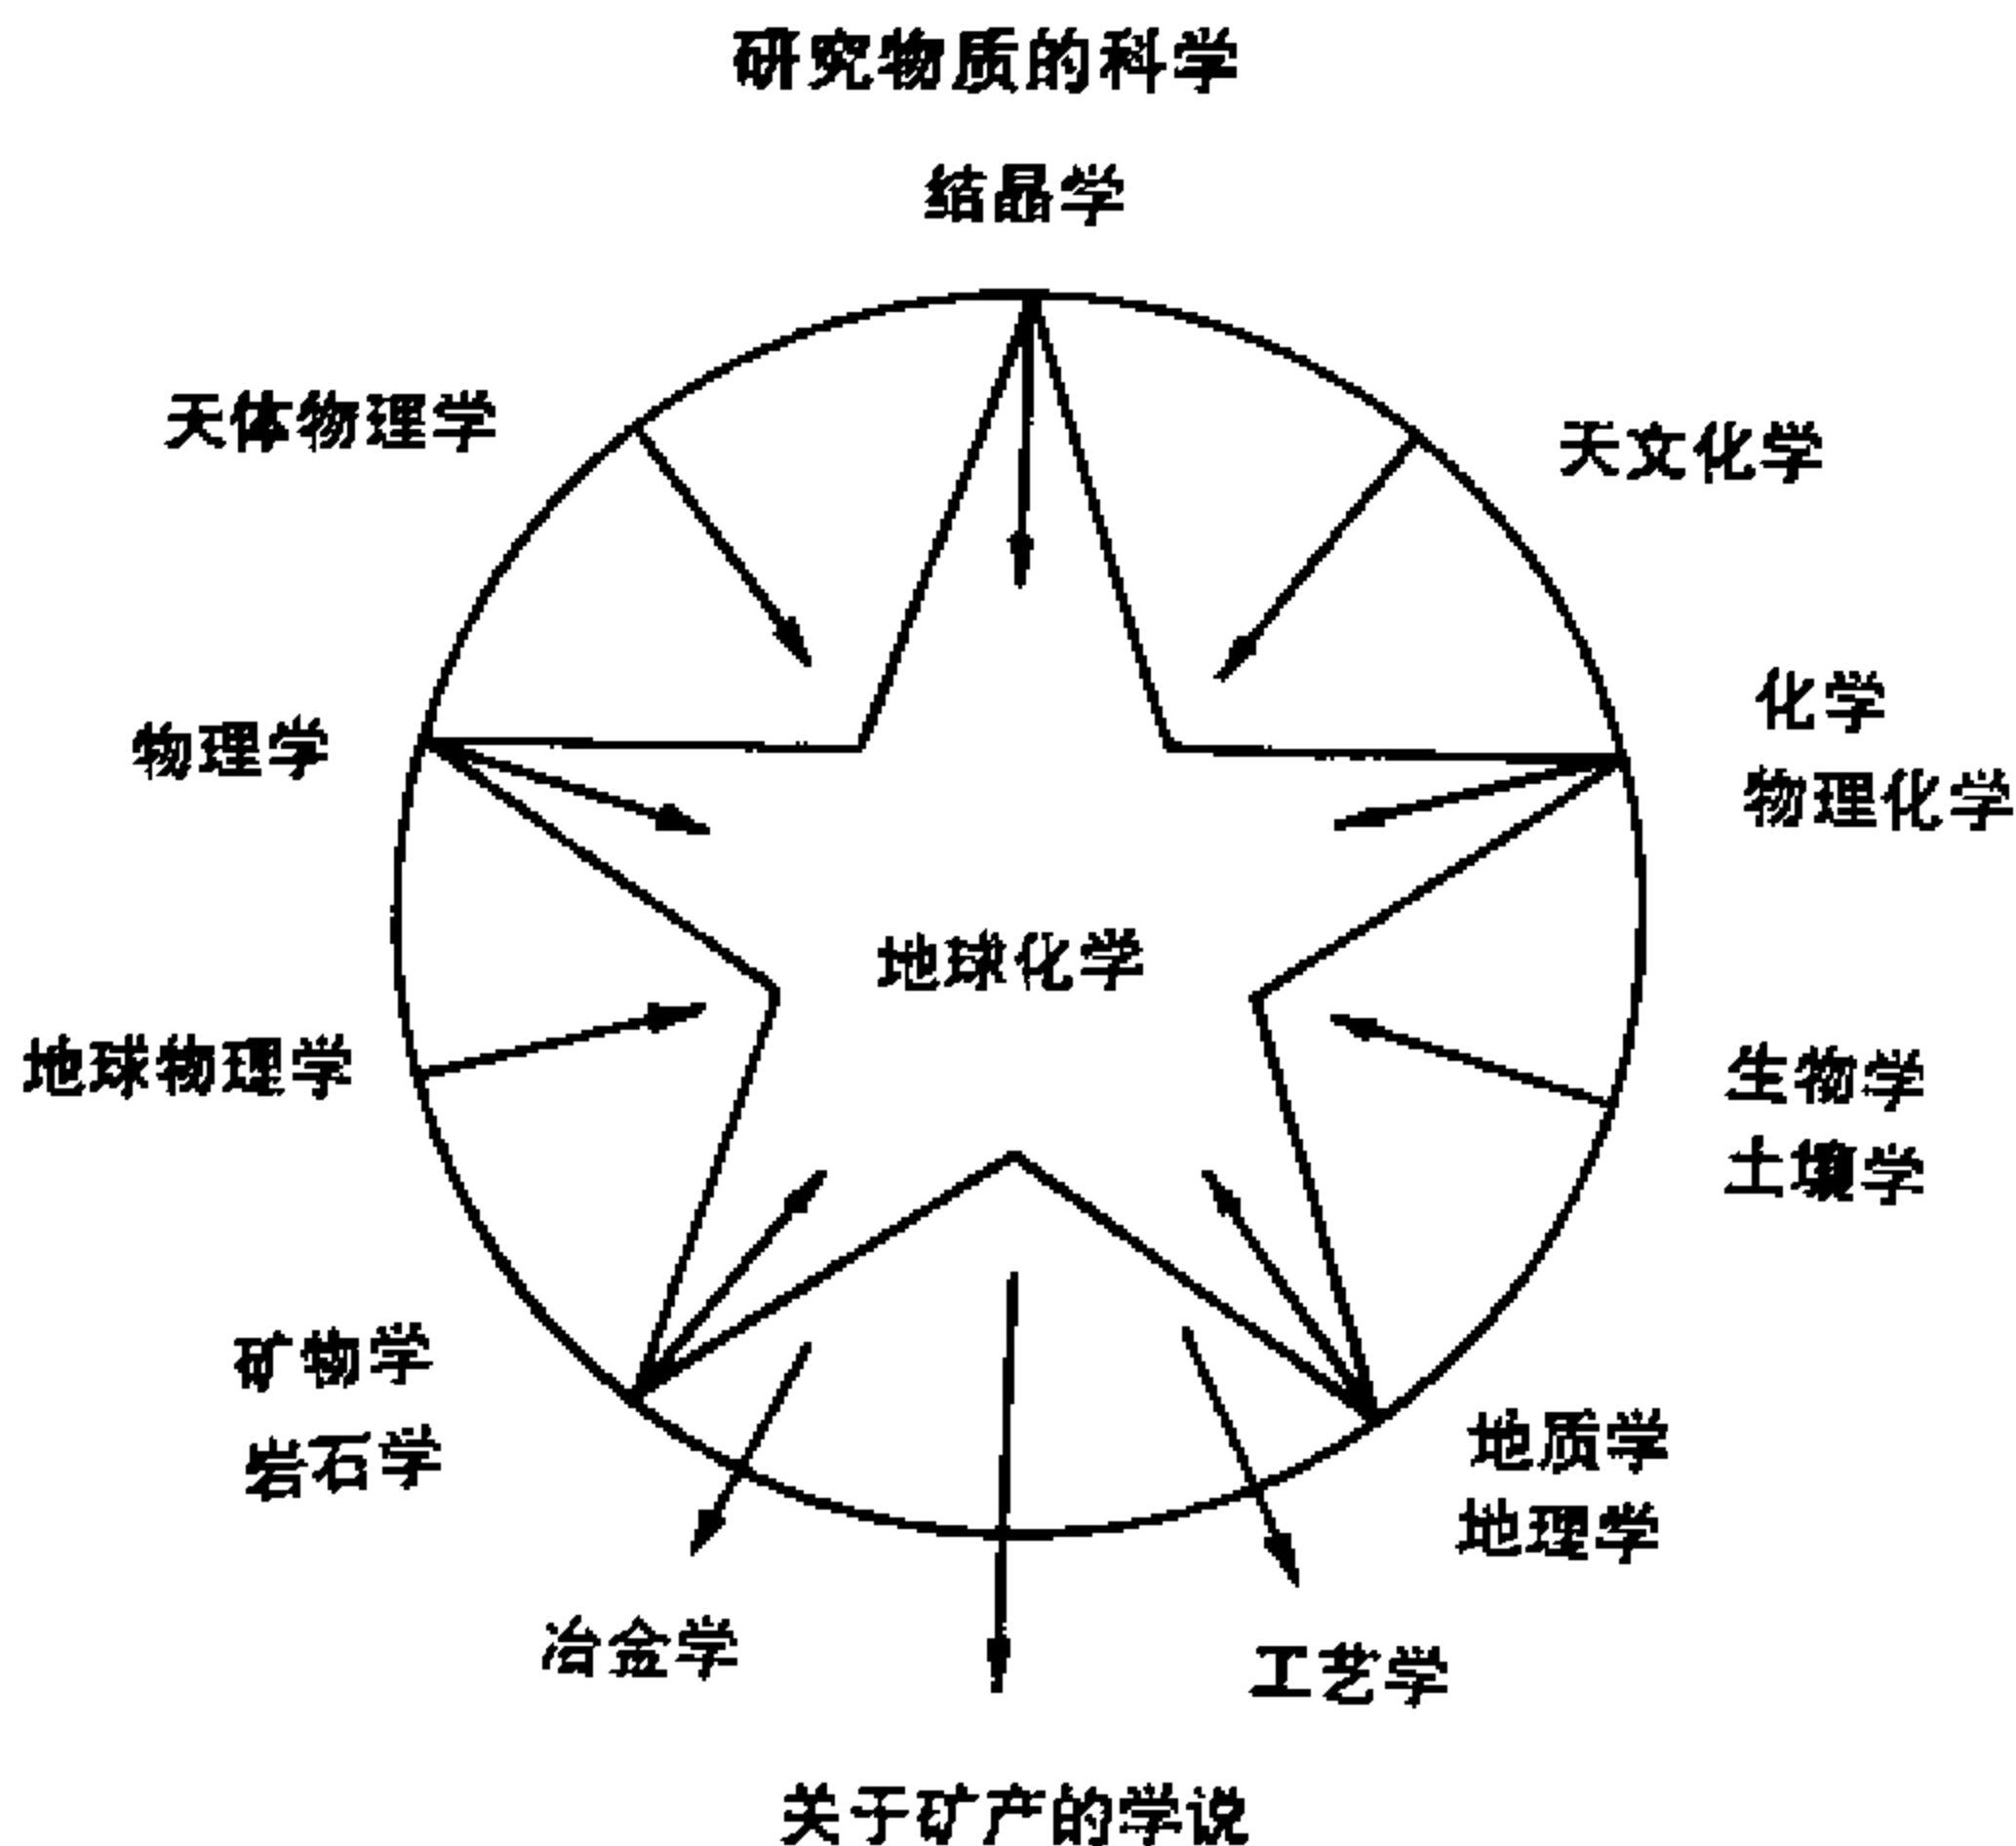 研究物质的科学
结晶学
天体物理学
天文化学
化学
物理学
物理化学
地球化学
地球物理学
生物学
土壤学
矿物学
岩石学
地质学
地理学
冶金学
工艺学
关于矿产的学说